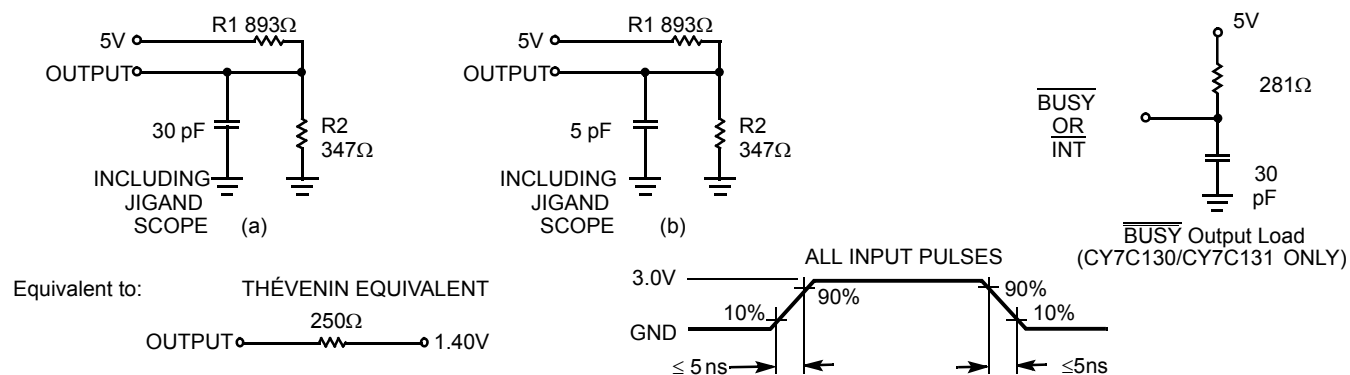 R1 893Ω
5V
OUTPUT
30 pF
R2
347Ω
INCLUDING
JIGAND
SCOPE
(a)
R1 893Ω
5V
OUTPUT
5 pF
R2
347Ω
INCLUDING
JIGAND
SCOPE
(b)
5V
281Ω
BUSY
OR
INT
30
pF
BUSY Output Load
(CY7C130/CY7C131 ONLY)
Equivalent to:
THÉVENIN EQUIVALENT
250Ω
OUTPUT
1.40V
ALL INPUT PULSES
3.0V
90%
90%
10%
10%
GND
≤ 5 ns
≤5ns